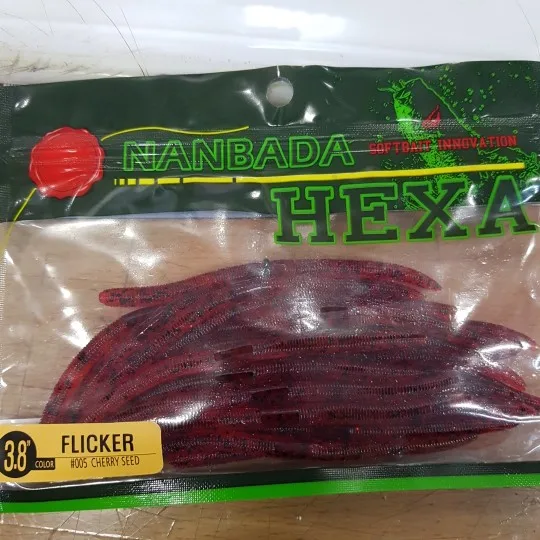 NANBADA
SOFTBAIT INNOVATION
HEXA
3.8"
COLOR
FLICKER
#005 CHERRY SEED